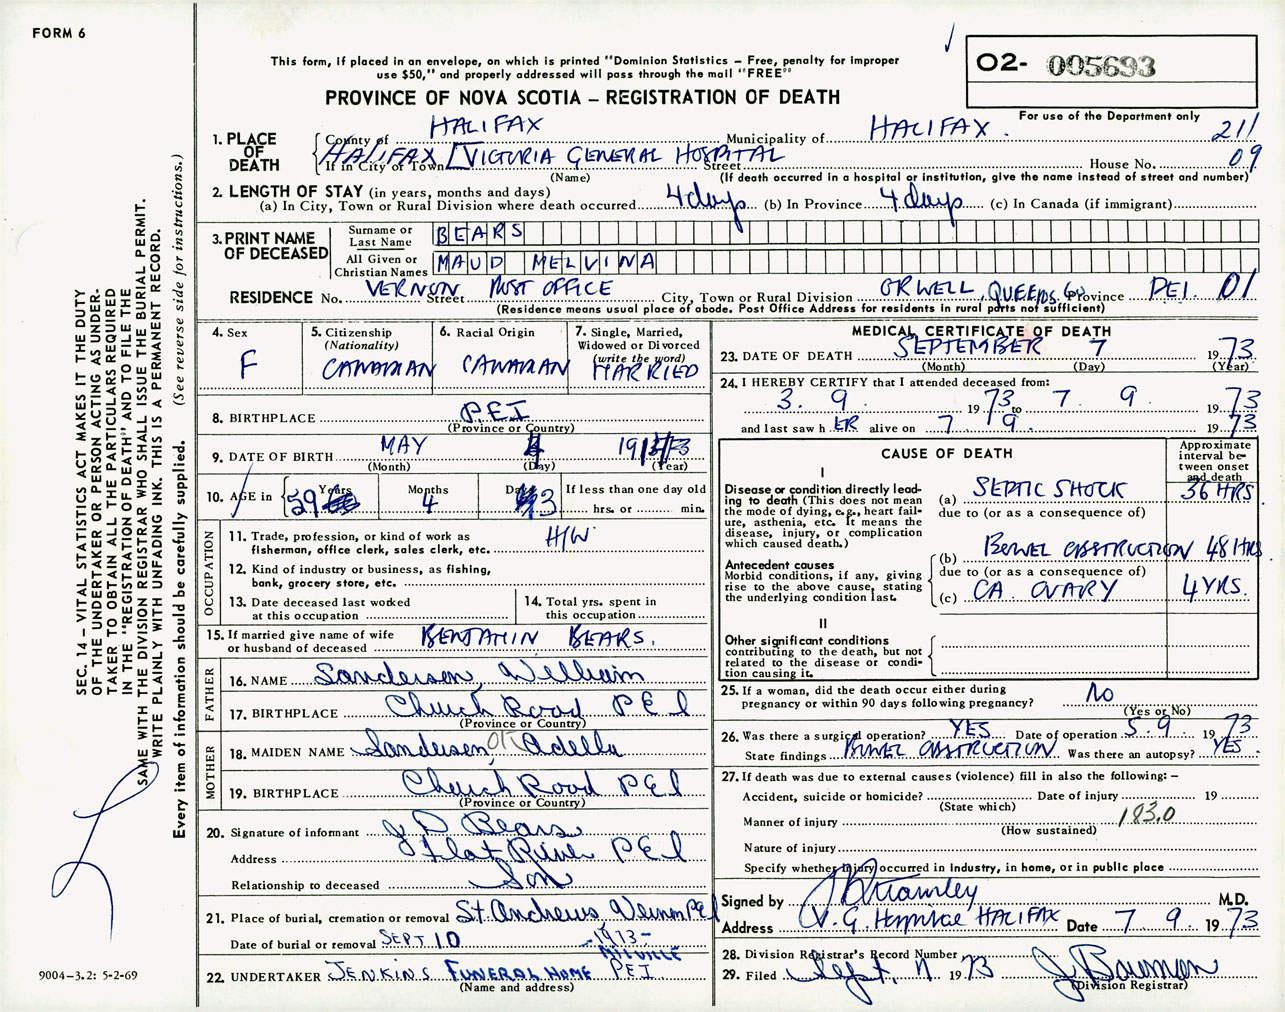 FORM 6
This form, if placed in an envelope, on which is printed "Dominion Statistics – Free, penalty for improper
use $50," and properly addressed will pass through the mail "FREE"
02- 005693
PROVINCE OF NOVA SCOTIA – REGISTRATION OF DEATH
For use of the Department only
211
09
1. PLACE OF DEATH
County of HALIFAX Municipality of HALIFAX.
HALIFAX [VICTORIA GENERAL HOSPITAL
If in City or Town Street House No.
(Name) (If death occurred in a hospital or institution, give the name instead of street and number)
2. LENGTH OF STAY (in years, months and days)
(a) In City, Town or Rural Division where death occurred 4 days (b) In Province 4 days (c) In Canada (if immigrant)
3. PRINT NAME OF DECEASED
Surname or Last Name BEARS
All Given or Christian Names MAUD MELVINA
RESIDENCE No. VERNON Street POST OFFICE City, Town or Rural Division ORWELL, QUEENS Co Province PEI. 01
(Residence means usual place of abode. Post Office Address for residents in rural parts not sufficient)
4. Sex F
5. Citizenship (Nationality) CANADIAN
6. Racial Origin CANADIAN
7. Single, Married, Widowed or Divorced (write the word) MARRIED
8. BIRTHPLACE P.E.I
(Province or Country)
9. DATE OF BIRTH MAY 19
(Month) (Day) (Year)
10. AGE in 59 Years Months 4 Days 3 If less than one day old
hrs. or min.
OCCUPATION
11. Trade, profession, or kind of work as fisherman, office clerk, sales clerk, etc. H/W
12. Kind of industry or business, as fishing, bank, grocery store, etc.
13. Date deceased last worked at this occupation
14. Total yrs. spent in this occupation
15. If married give name of wife or husband of deceased BENJAMIN BEARS.
FATHER
16. NAME Sanderson, William
17. BIRTHPLACE Church Road P E I
(Province or Country)
MOTHER
18. MAIDEN NAME Sanderson, OK Adella
19. BIRTHPLACE Church Road P E I
(Province or Country)
20. Signature of informant J D Bears
Address Flat River P E I
Relationship to deceased Son
21. Place of burial, cremation or removal St. Andrews Vernon P E I
Date of burial or removal SEPT 10 -1973-
MILVILLE
22. UNDERTAKER JENKINS FUNERAL HOME P.E.I
(Name and address)
MEDICAL CERTIFICATE OF DEATH
23. DATE OF DEATH SEPTEMBER 7 1973
(Month) (Day) (Year)
24. I HEREBY CERTIFY that I attended deceased from:
3. 9. 1973 to 7 9. 1973
and last saw h ER alive on 7 9. 1973
CAUSE OF DEATH
Approximate interval between onset and death
I
Disease or condition directly leading to death (This does not mean the mode of dying, e.g., heart failure, asthenia, etc. It means the disease, injury, or complication which caused death.)
(a) SEPTIC SHOCK 36 HRS.
due to (or as a consequence of)
Antecedent causes
Morbid conditions, if any, giving rise to the above cause, stating the underlying condition last.
(b) BOWEL OBSTRUCTION 48 HRS
due to (or as a consequence of)
(c) CA OVARY 4 YRS.
II
Other significant conditions contributing to the death, but not related to the disease or condition causing it.
25. If a woman, did the death occur either during pregnancy or within 90 days following pregnancy? No
(Yes or No)
26. Was there a surgical operation? YES Date of operation 5.9. 1973
State findings BOWEL OBSTRUCTION Was there an autopsy? YES
27. If death was due to external causes (violence) fill in also the following:–
Accident, suicide or homicide? Date of injury 19
(State which)
Manner of injury 183.0
(How sustained)
Nature of injury
Specify whether injury occurred in industry, in home, or in public place
Signed by M.D.
Address V.G. Hospital HALIFAX Date 7 9. 1973
28. Division Registrar's Record Number
29. Filed Sept. 1973 J Bauman
(Division Registrar)
SEC. 14 – VITAL STATISTICS ACT MAKES IT THE DUTY
OF THE UNDERTAKER OR PERSON ACTING AS UNDER-
TAKER TO OBTAIN ALL THE PARTICULARS REQUIRED
IN THE "REGISTRATION OF DEATH" AND TO FILE THE
SAME WITH THE DIVISION REGISTRAR WHO SHALL ISSUE THE BURIAL PERMIT.
WRITE PLAINLY WITH UNFADING INK. THIS IS A PERMANENT RECORD.
Every item of information should be carefully supplied. (See reverse side for instructions.)
9004–3.2: 5-2-69